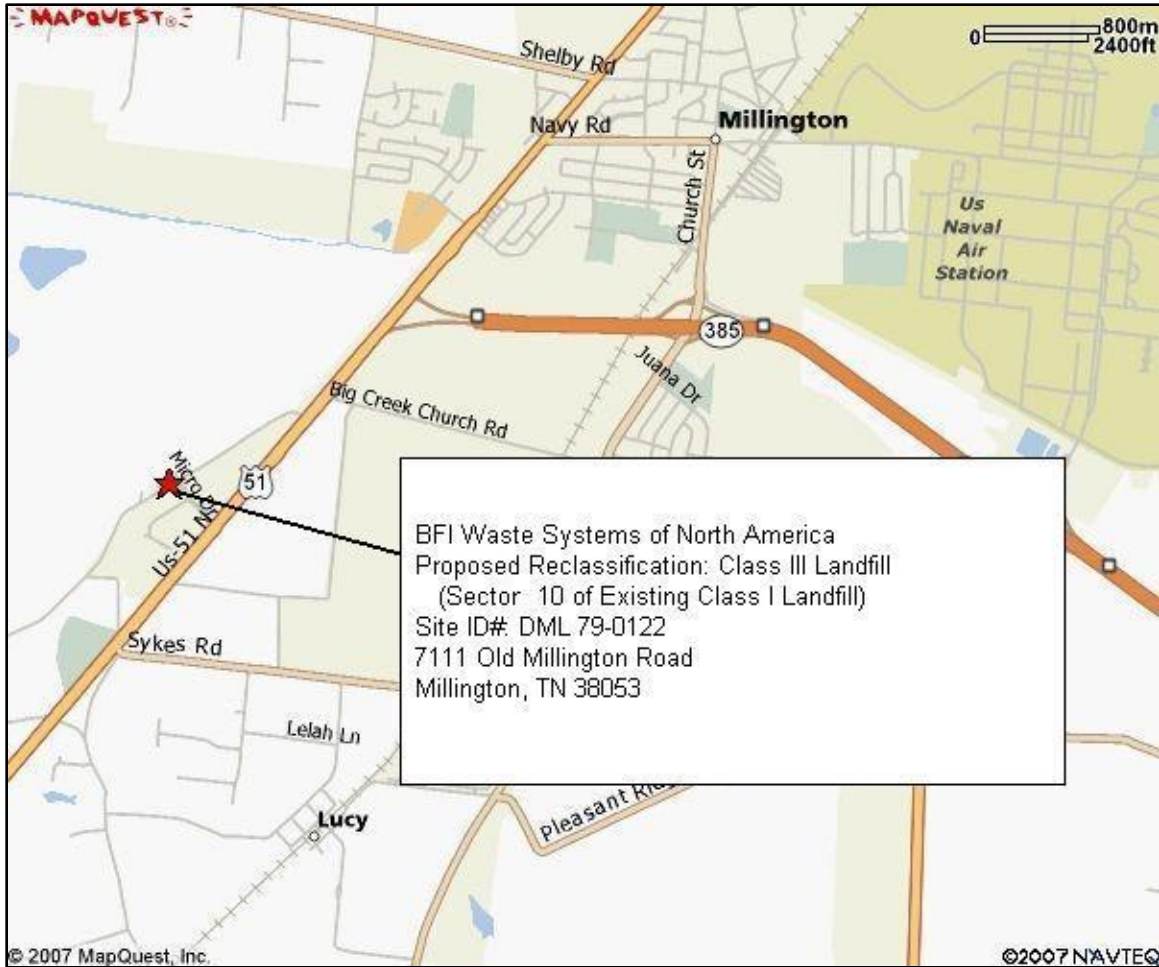 MAPQUEST®
0 800m
2400ft
Shelby Rd
Navy Rd
Millington
Church St
Us
Naval
Air
Station
385
Juana Dr
Big Creek Church Rd
Micro Dr
51
Us-51 N
BFI Waste Systems of North America
Proposed Reclassification: Class III Landfill
(Sector 10 of Existing Class I Landfill)
Site ID#: DML 79-0122
7111 Old Millington Road
Millington, TN 38053
Sykes Rd
Lelah Ln
Lucy
Pleasant
© 2007 MapQuest, Inc.
©2007 NAVTEQ